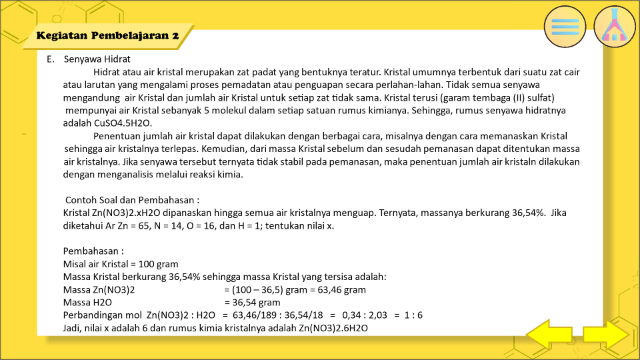 Kegiatan Pembelajaran 2
E. Senyawa Hidrat
Hidrat atau air kristal merupakan zat padat yang bentuknya teratur. Kristal umumnya terbentuk dari suatu zat cair
atau larutan yang mengalami proses pemadatan atau penguapan secara perlahan-lahan. Tidak semua senyawa
mengandung air Kristal dan jumlah air Kristal untuk setiap zat tidak sama. Kristal terusi (garam tembaga (II) sulfat)
mempunyai air Kristal sebanyak 5 molekul dalam setiap satuan rumus kimianya. Sehingga, rumus senyawa hidratnya
adalah CuSO4.5H2O.
Penentuan jumlah air kristal dapat dilakukan dengan berbagai cara, misalnya dengan cara memanaskan Kristal
sehingga air kristalnya terlepas. Kemudian, dari massa Kristal sebelum dan sesudah pemanasan dapat ditentukan massa
air kristalnya. Jika senyawa tersebut ternyata tidak stabil pada pemanasan, maka penentuan jumlah air kristaln dilakukan
dengan menganalisis melalui reaksi kimia.
Contoh Soal dan Pembahasan :
Kristal Zn(NO3)2.xH2O dipanaskan hingga semua air kristalnya menguap. Ternyata, massanya berkurang 36,54%. Jika
diketahui Ar Zn = 65, N = 14, O = 16, dan H = 1; tentukan nilai x.
Pembahasan :
Misal air Kristal = 100 gram
Massa Kristal berkurang 36,54% sehingga massa Kristal yang tersisa adalah:
Massa Zn(NO3)2 = (100 – 36,5) gram = 63,46 gram
Massa H2O = 36,54 gram
Perbandingan mol Zn(NO3)2 : H2O = 63,46/189 : 36,54/18 = 0,34 : 2,03 = 1 : 6
Jadi, nilai x adalah 6 dan rumus kimia kristalnya adalah Zn(NO3)2.6H2O